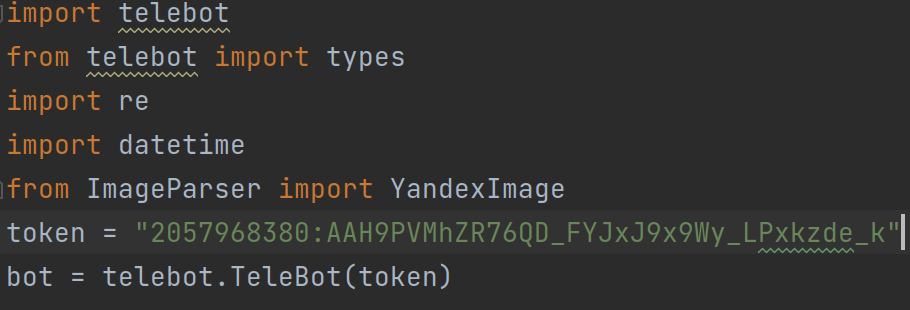 import telebot
from telebot import types
import re
import datetime
from ImageParser import YandexImage
token = "2057968380:AAH9PVMhZR76QD_FYJxJ9x9Wy_LPxkzde_k"
bot = telebot.TeleBot(token)